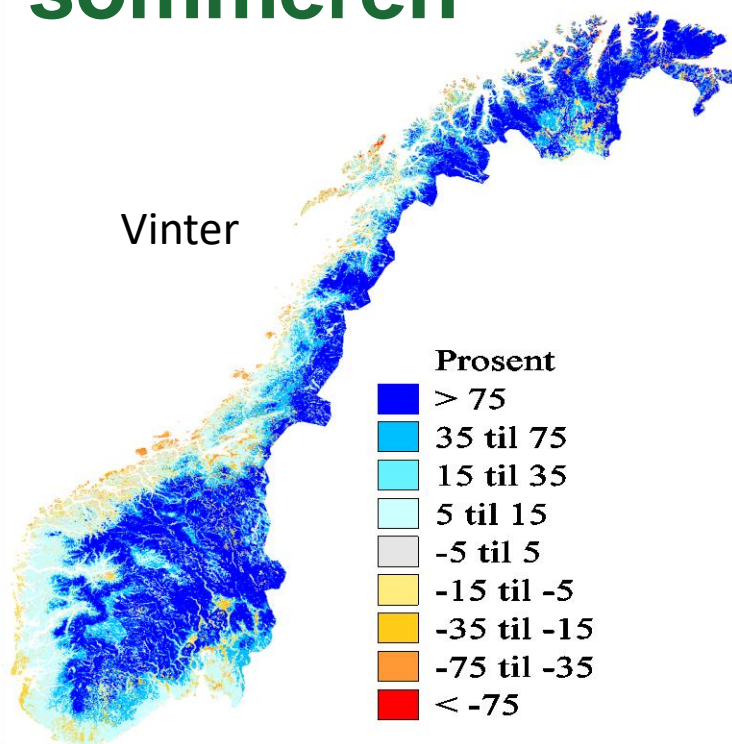 sommeren
Vinter
Prosent
> 75
35 til 75
15 til 35
5 til 15
-5 til 5
-15 til -5
-35 til -15
-75 til -35
< -75